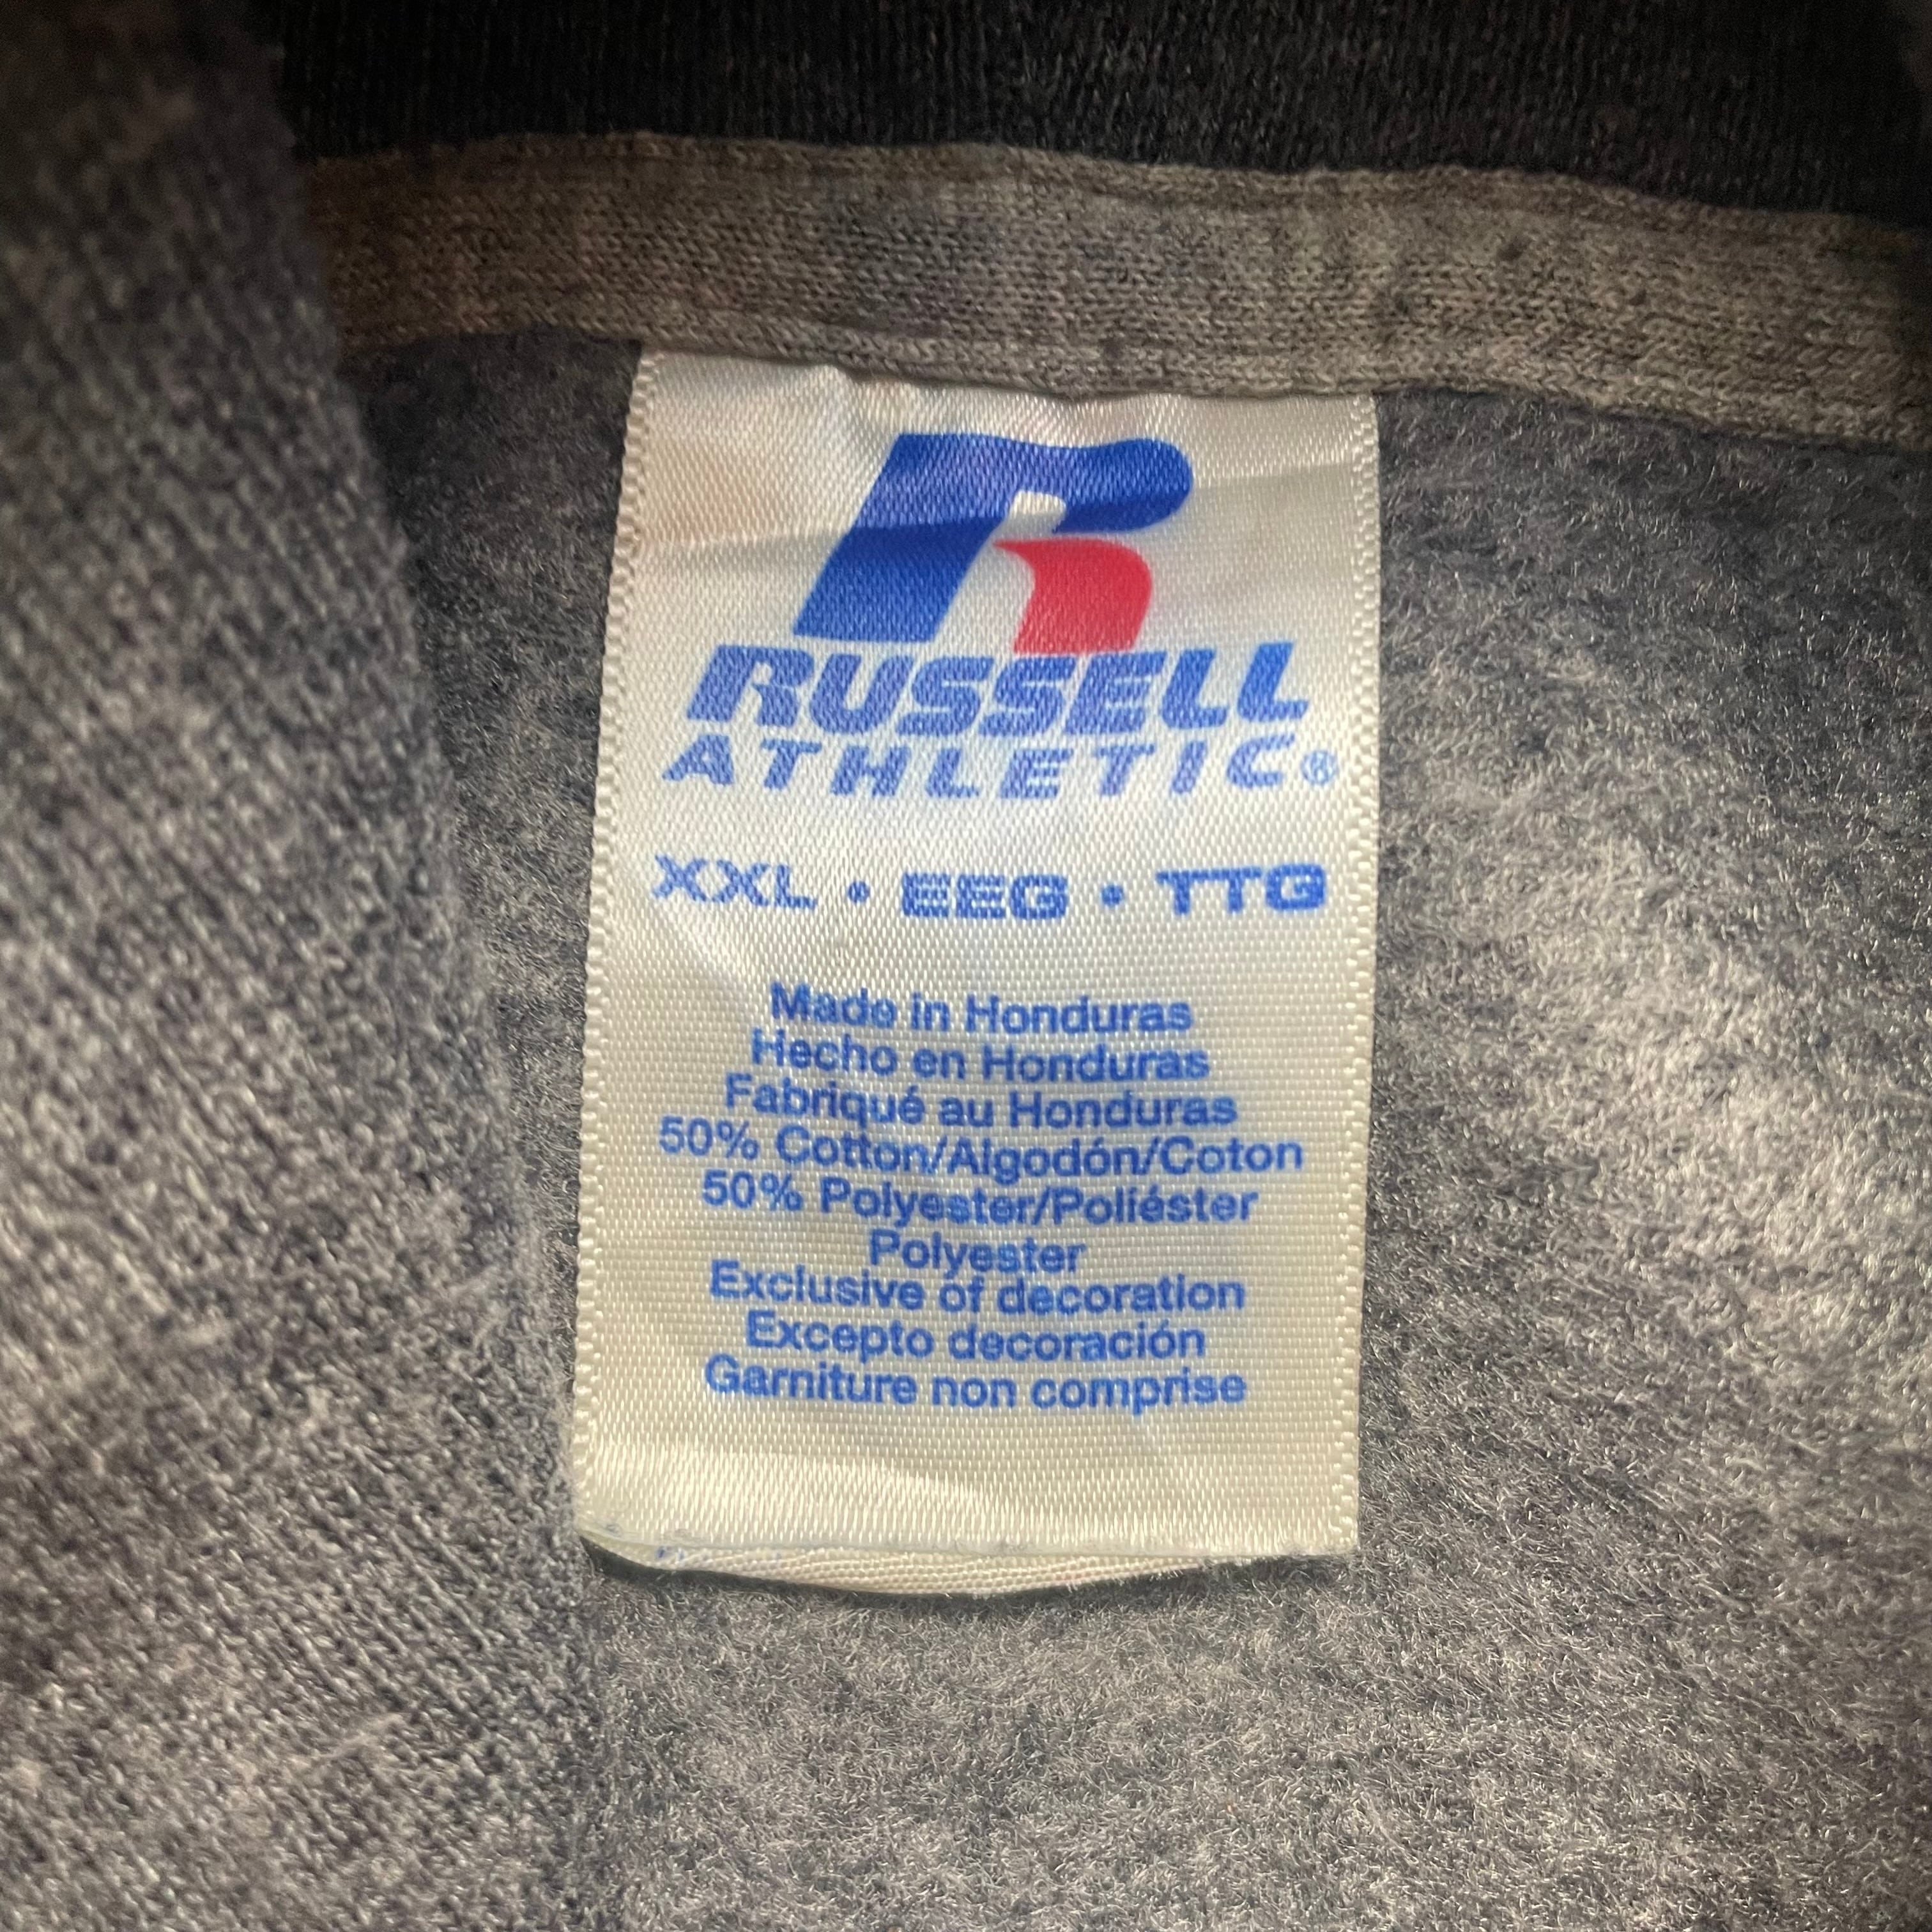 R
RUSSELL
ATHLETIC®
XXL • EEG • TTG
Made in Honduras
Hecho en Honduras
Fabriqué au Honduras
50% Cotton/Algodón/Coton
50% Polyester/Poliéster
Polyester
Exclusive of decoration
Excepto decoración
Garniture non comprise